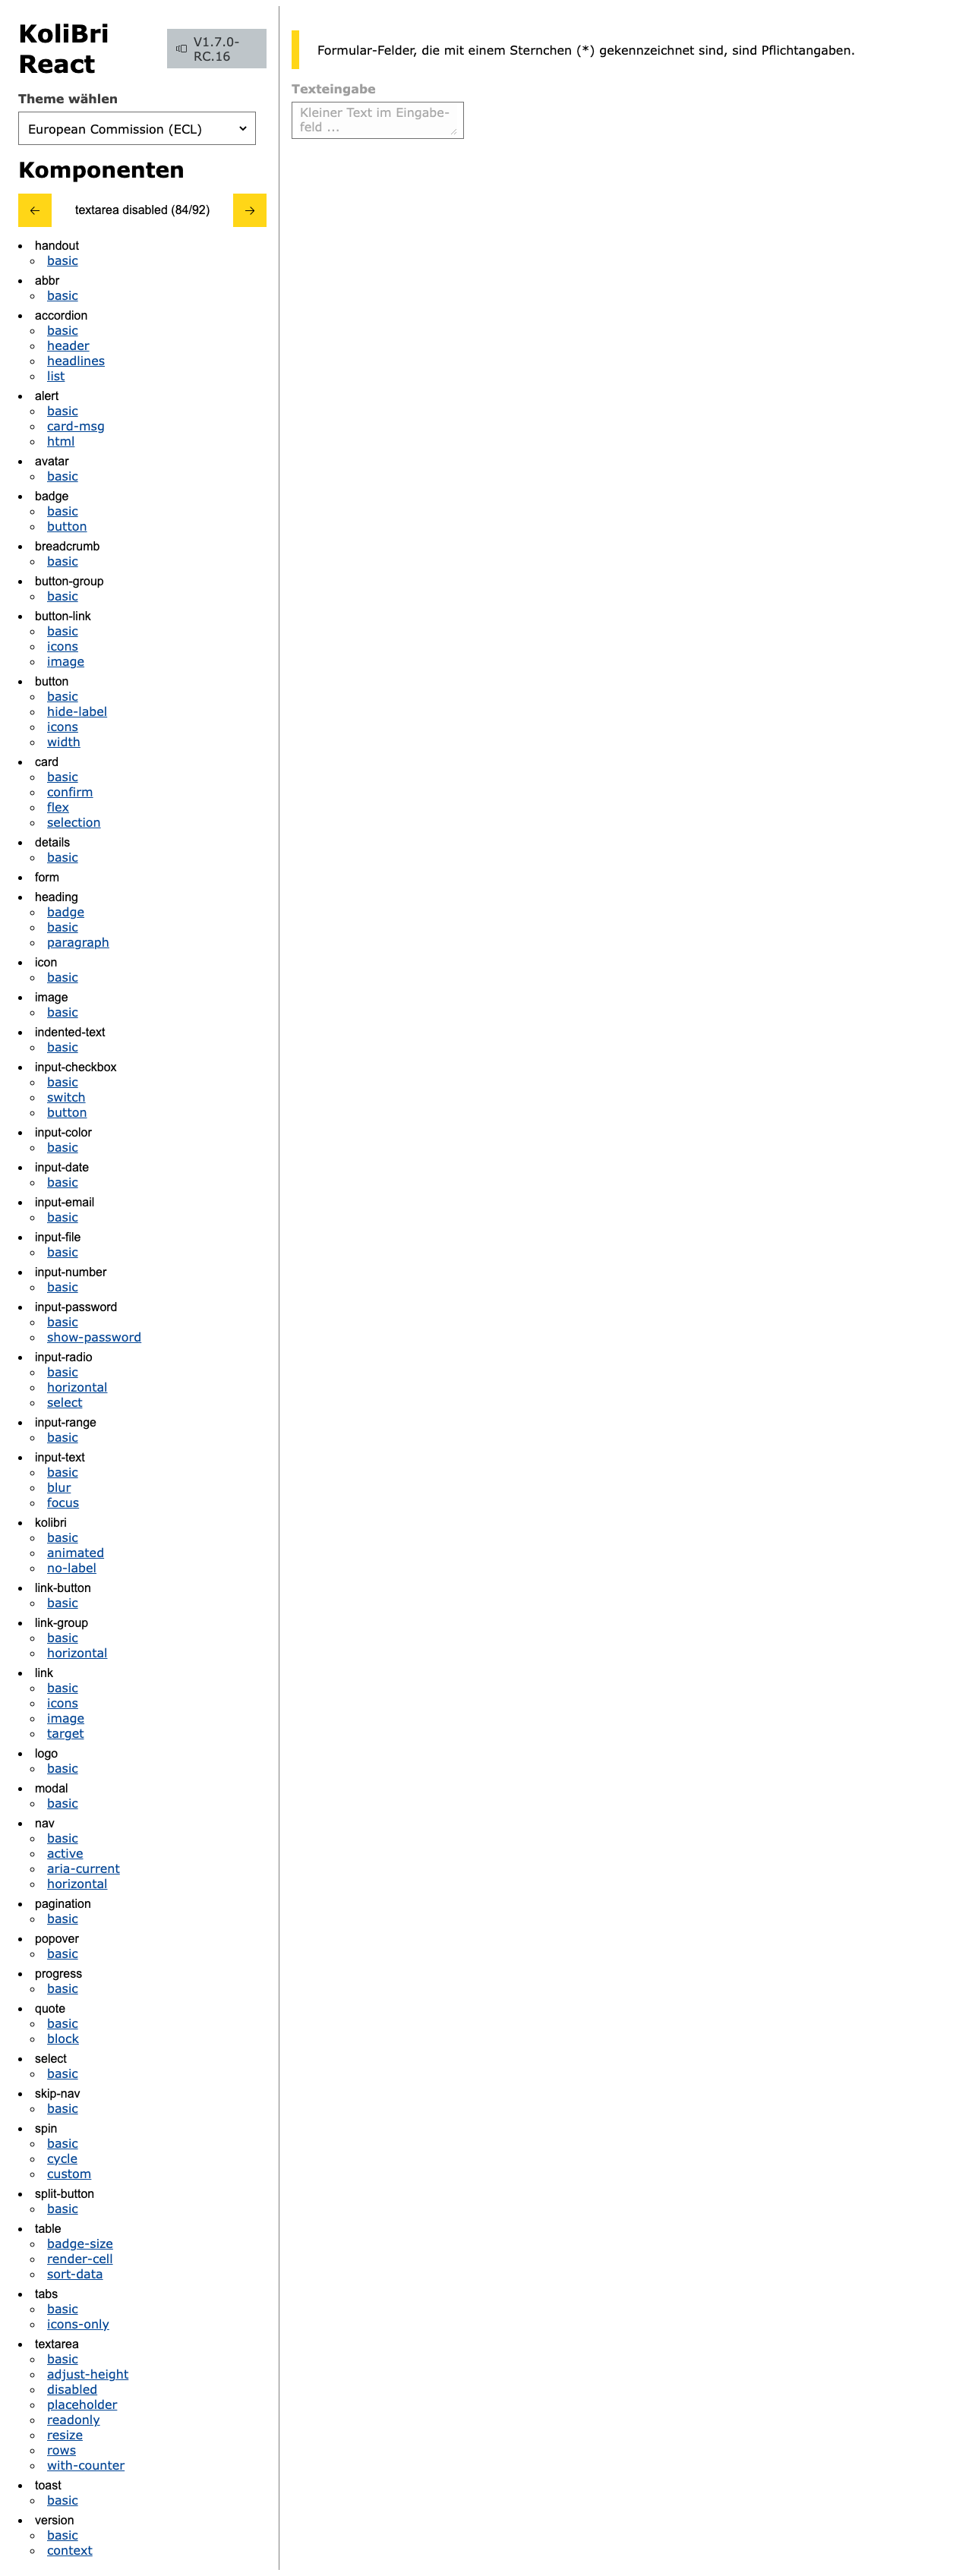 KoliBri
React
V1.7.0-
RC.16
Theme wählen
European Commission (ECL)
Komponenten
← textarea disabled (84/92) →
handout
basic
abbr
basic
accordion
basic
header
headlines
list
alert
basic
card-msg
html
avatar
basic
badge
basic
button
breadcrumb
basic
button-group
basic
button-link
basic
icons
image
button
basic
hide-label
icons
width
card
basic
confirm
flex
selection
details
basic
form
heading
badge
basic
paragraph
icon
basic
image
basic
indented-text
basic
input-checkbox
basic
switch
button
input-color
basic
input-date
basic
input-email
basic
input-file
basic
input-number
basic
input-password
basic
show-password
input-radio
basic
horizontal
select
input-range
basic
input-text
basic
blur
focus
kolibri
basic
animated
no-label
link-button
basic
link-group
basic
horizontal
link
basic
icons
image
target
logo
basic
modal
basic
nav
basic
active
aria-current
horizontal
pagination
basic
popover
basic
progress
basic
quote
basic
block
select
basic
skip-nav
basic
spin
basic
cycle
custom
split-button
basic
table
badge-size
render-cell
sort-data
tabs
basic
icons-only
textarea
basic
adjust-height
disabled
placeholder
readonly
resize
rows
with-counter
toast
basic
version
basic
context
Formular-Felder, die mit einem Sternchen (*) gekennzeichnet sind, sind Pflichtangaben.
Texteingabe
Kleiner Text im Eingabe-
feld ...